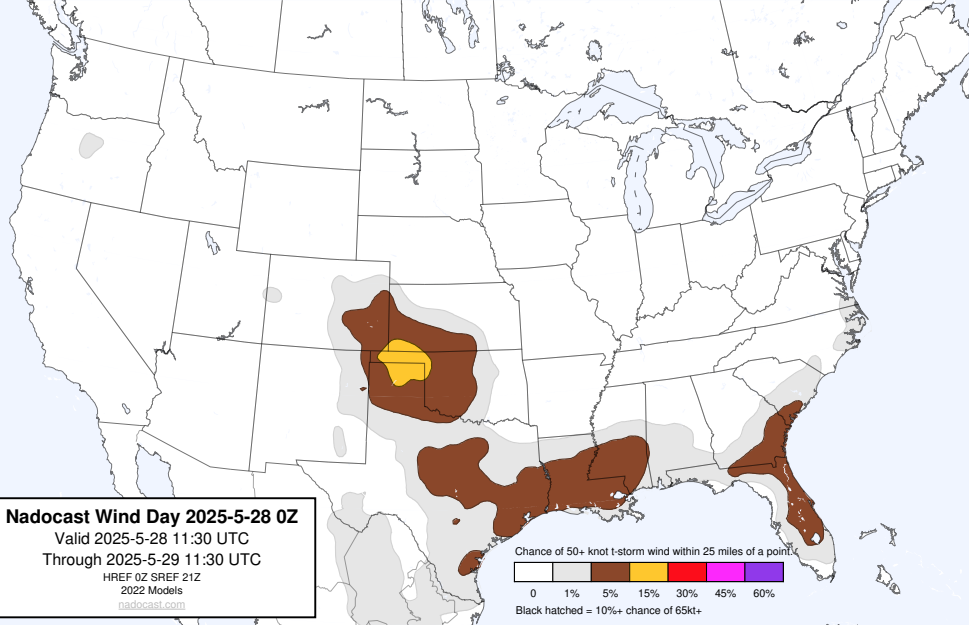 Nadocast Wind Day 2025-5-28 0Z
Valid 2025-5-28 11:30 UTC
Through 2025-5-29 11:30 UTC
HREF 0Z SREF 21Z
2022 Models
nadocast.com
Chance of 50+ knot t-storm wind within 25 miles of a point.
0 1% 5% 15% 30% 45% 60%
Black hatched = 10%+ chance of 65kt+